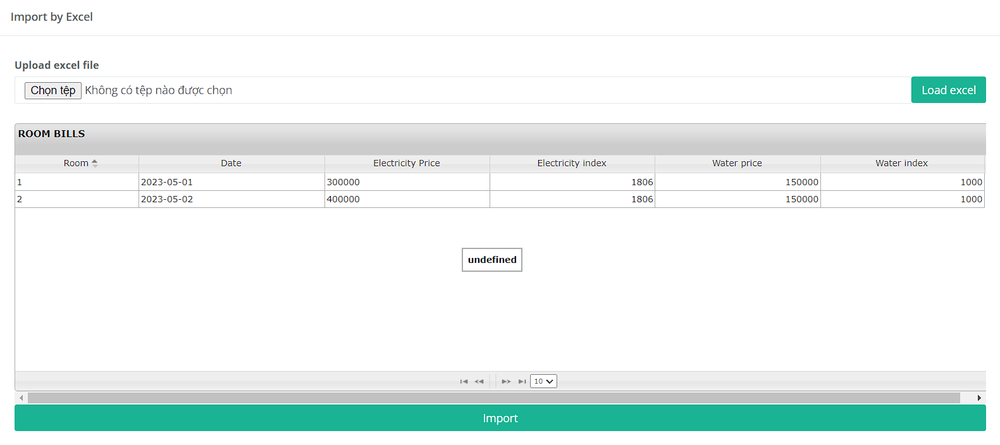 Import by Excel
Upload excel file
Chọn tệp Không có tệp nào được chọn
Load excel
ROOM BILLS
Room Date Electricity Price Electricity index Water price Water index
1 2023-05-01 300000 1806 150000 1000
2 2023-05-02 400000 1806 150000 1000
undefined
10
Import